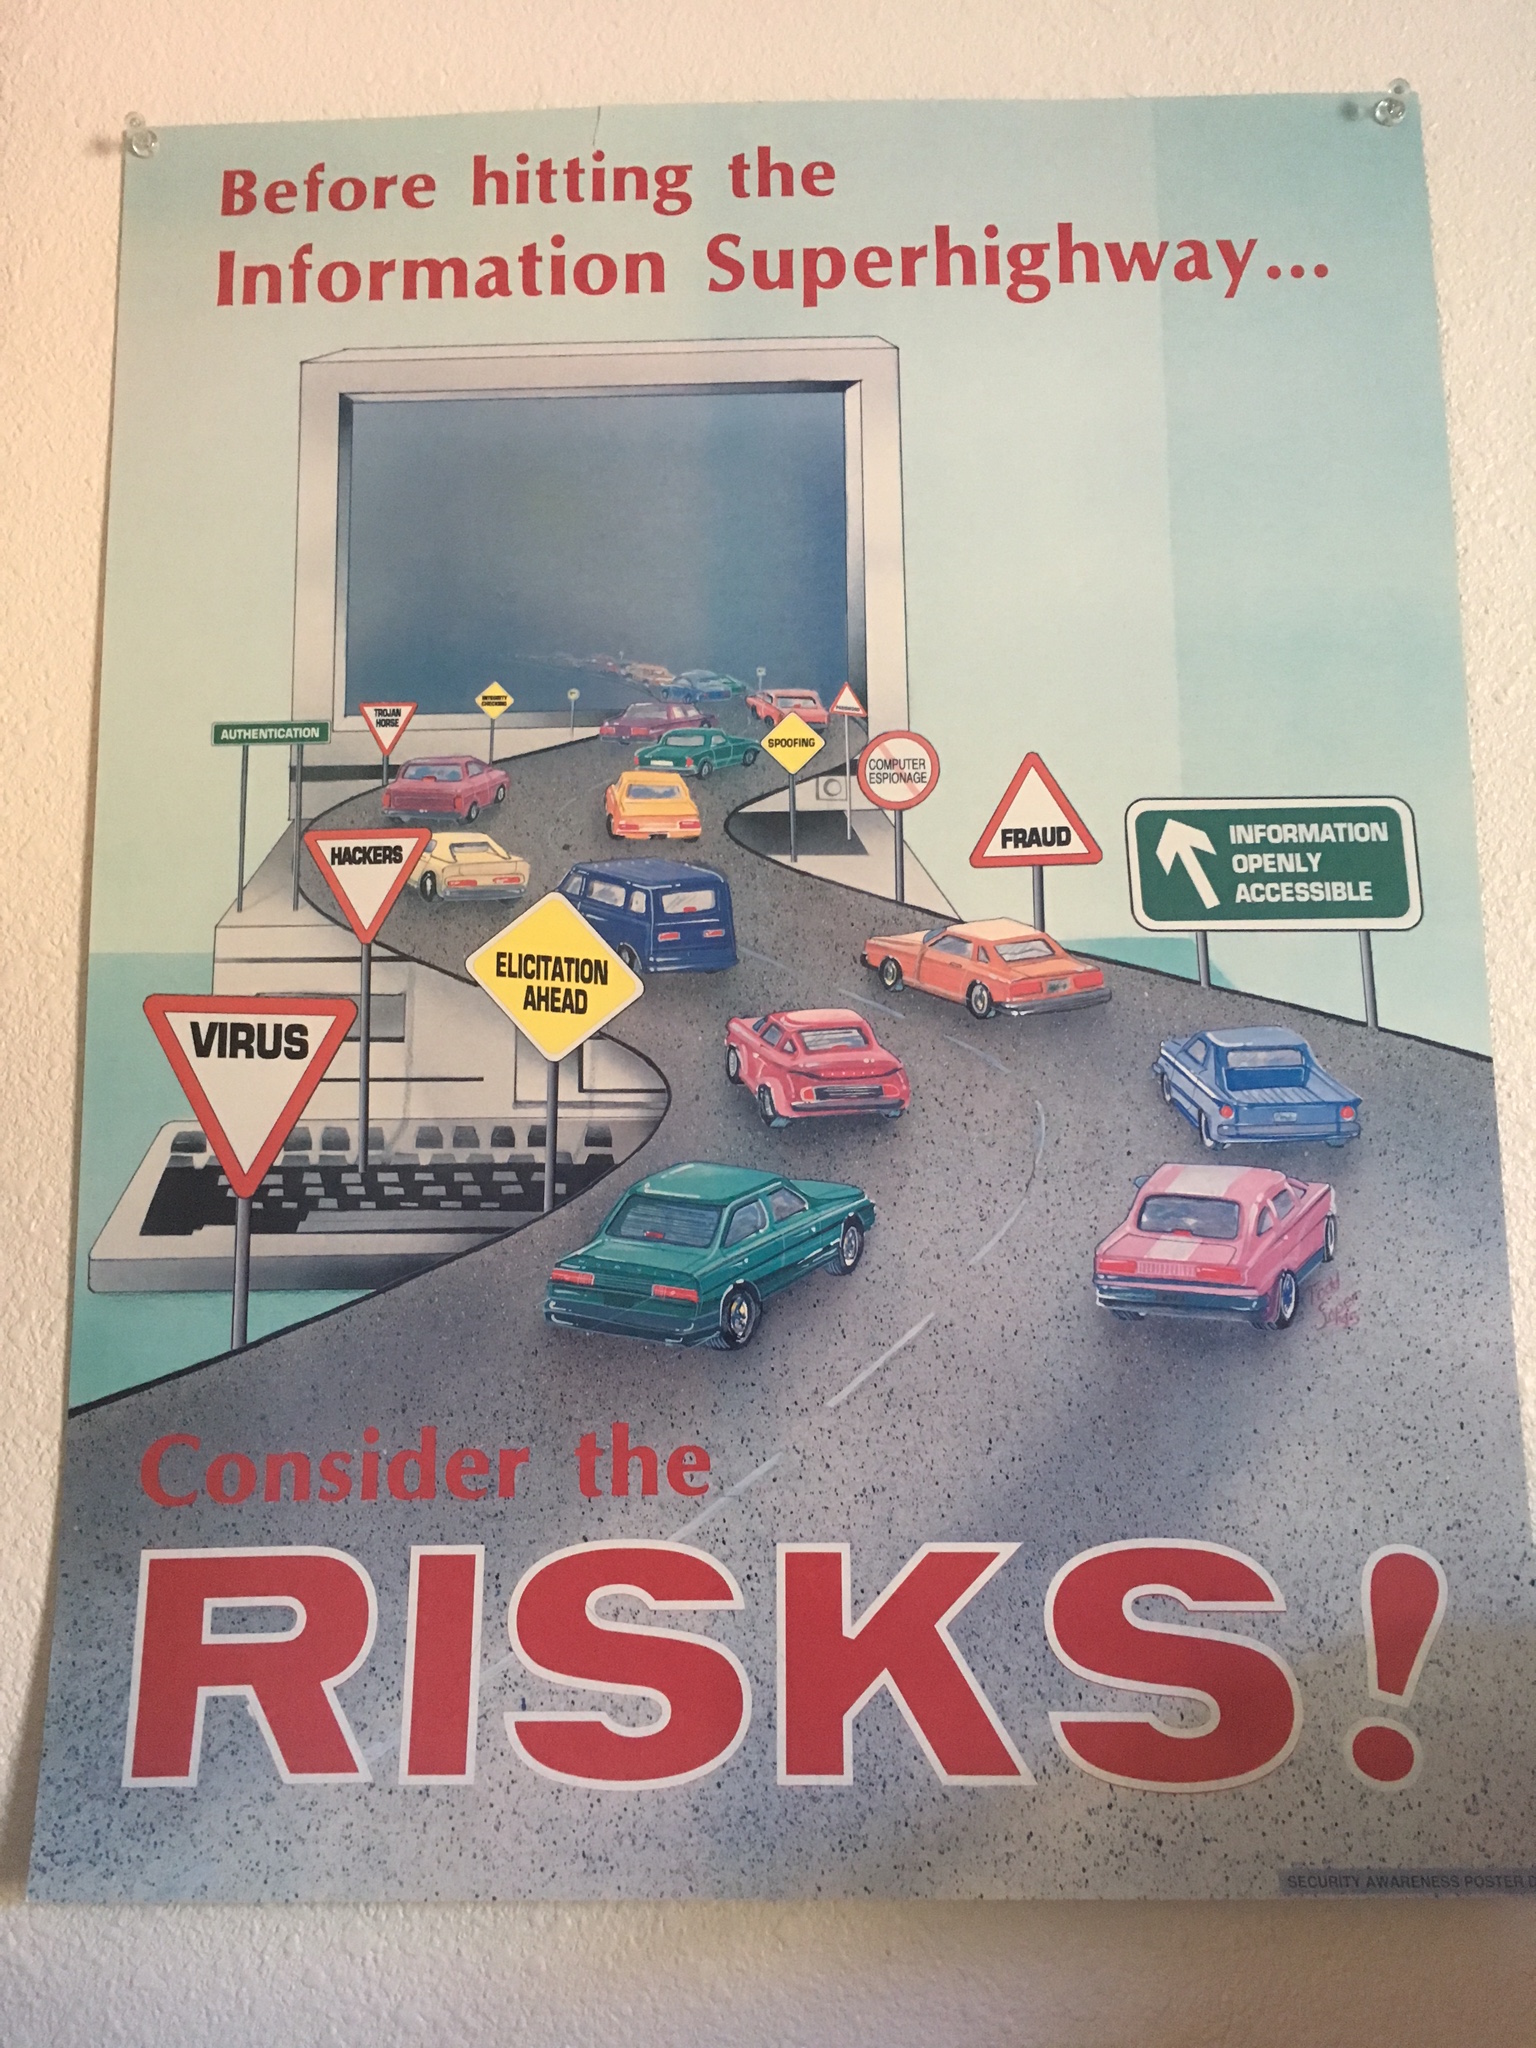 Before hitting the
Information Superhighway...
AUTHENTICATION
TROJAN
HORSE
INTEGRITY
CHECKING
SPOOFING
COMPUTER
ESPIONAGE
FRAUD
INFORMATION
OPENLY
ACCESSIBLE
HACKERS
ELICITATION
AHEAD
VIRUS
Consider the
RISKS!
SECURITY AWARENESS POSTER